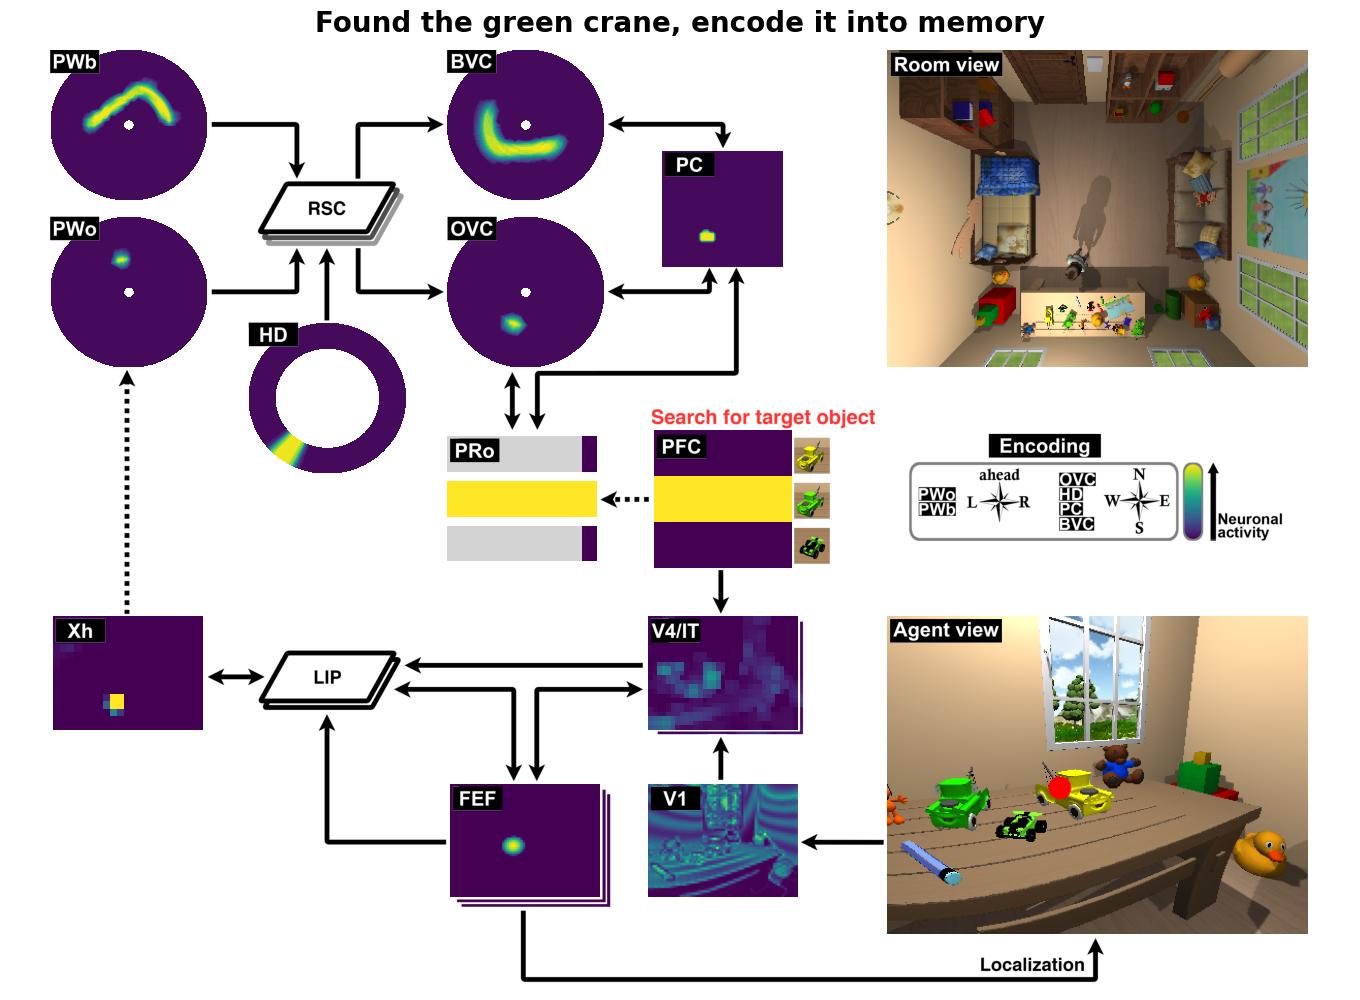 Found the green crane, encode it into memory
PWb
BVC
Room view
PC
RSC
PWo
OVC
HD
Search for target object
PRo
PFC
Encoding
ahead
PWo
PWb
L
R
OVC
HD
PC
BVC
N
W
E
S
Neuronal
activity
Xh
LIP
V4/IT
Agent view
FEF
V1
Localization